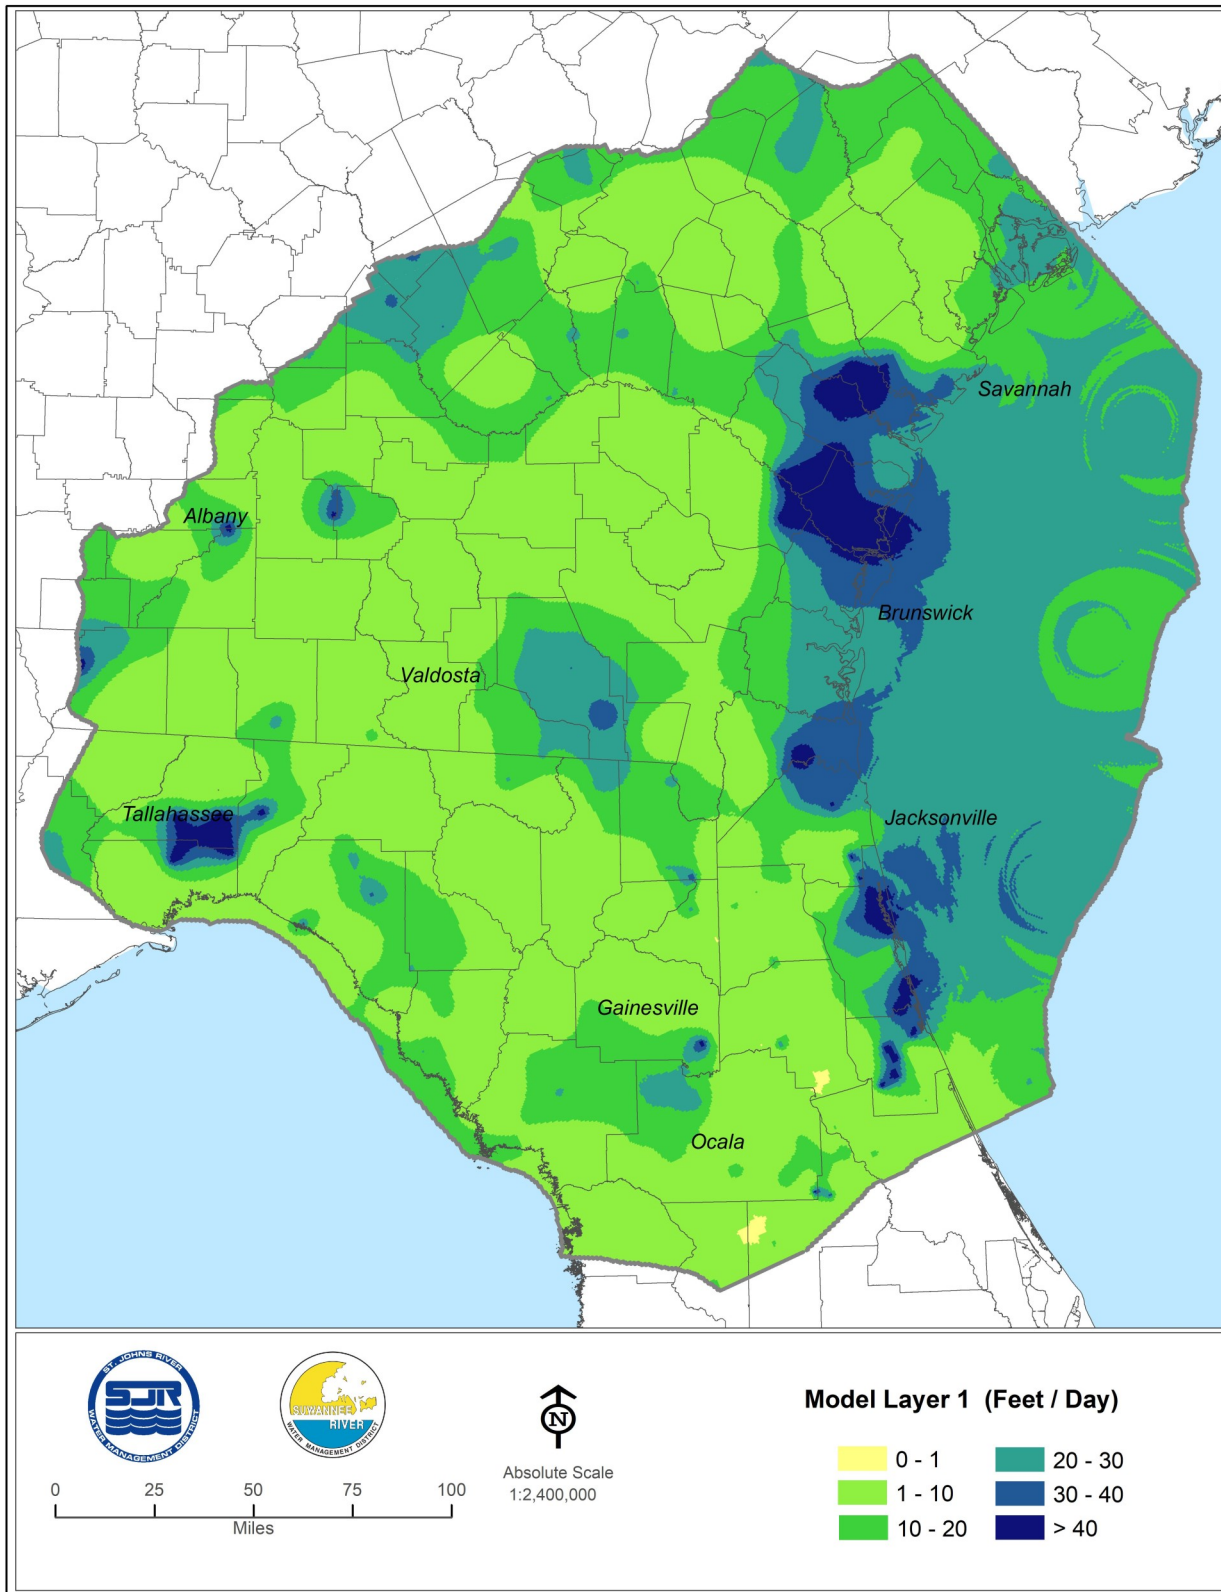 Savannah
Albany
Brunswick
Valdosta
Tallahassee
Jacksonville
Gainesville
Ocala
ST. JOHNS RIVER
SJR
WATER MANAGEMENT DISTRICT
SUWANNEE
RIVER
WATER MANAGEMENT DISTRICT
N
Absolute Scale
1:2,400,000
0 25 50 75 100
Miles
Model Layer 1 (Feet / Day)
0 - 1
1 - 10
10 - 20
20 - 30
30 - 40
> 40